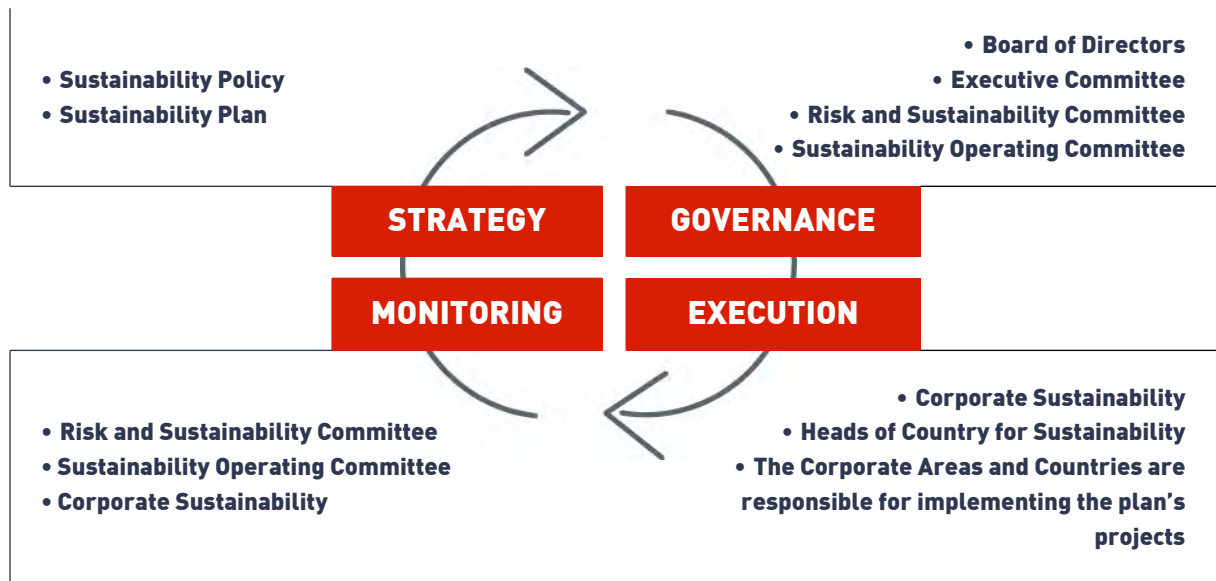 • Sustainability Policy
• Sustainability Plan
• Board of Directors
• Executive Committee
• Risk and Sustainability Committee
• Sustainability Operating Committee
STRATEGY
GOVERNANCE
MONITORING
EXECUTION
• Risk and Sustainability Committee
• Sustainability Operating Committee
• Corporate Sustainability
• Corporate Sustainability
• Heads of Country for Sustainability
• The Corporate Areas and Countries are
responsible for implementing the plan’s
projects